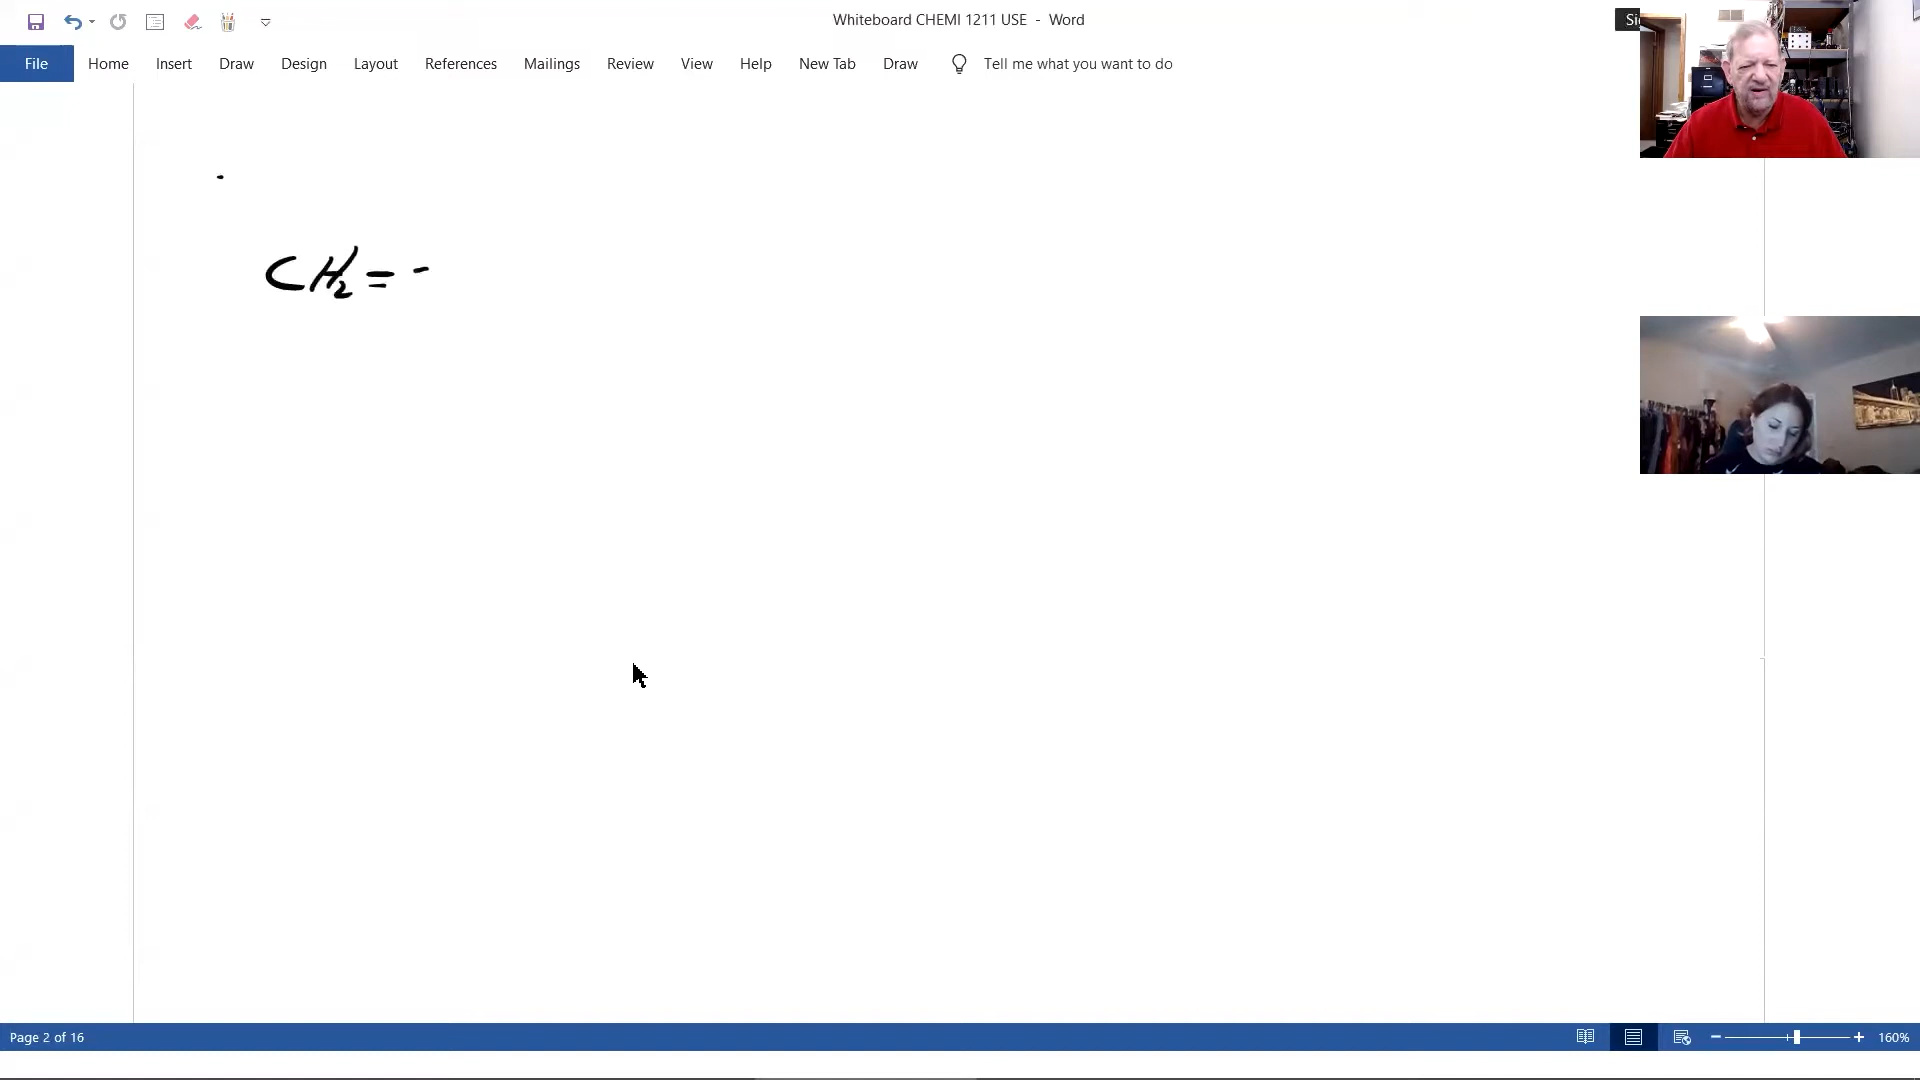 Whiteboard CHEMI 1211 USE - Word
Si
File Home Insert Draw Design Layout References Mailings Review View Help New Tab Draw Tell me what you want to do
CH₂ = -
Page 2 of 16
160%